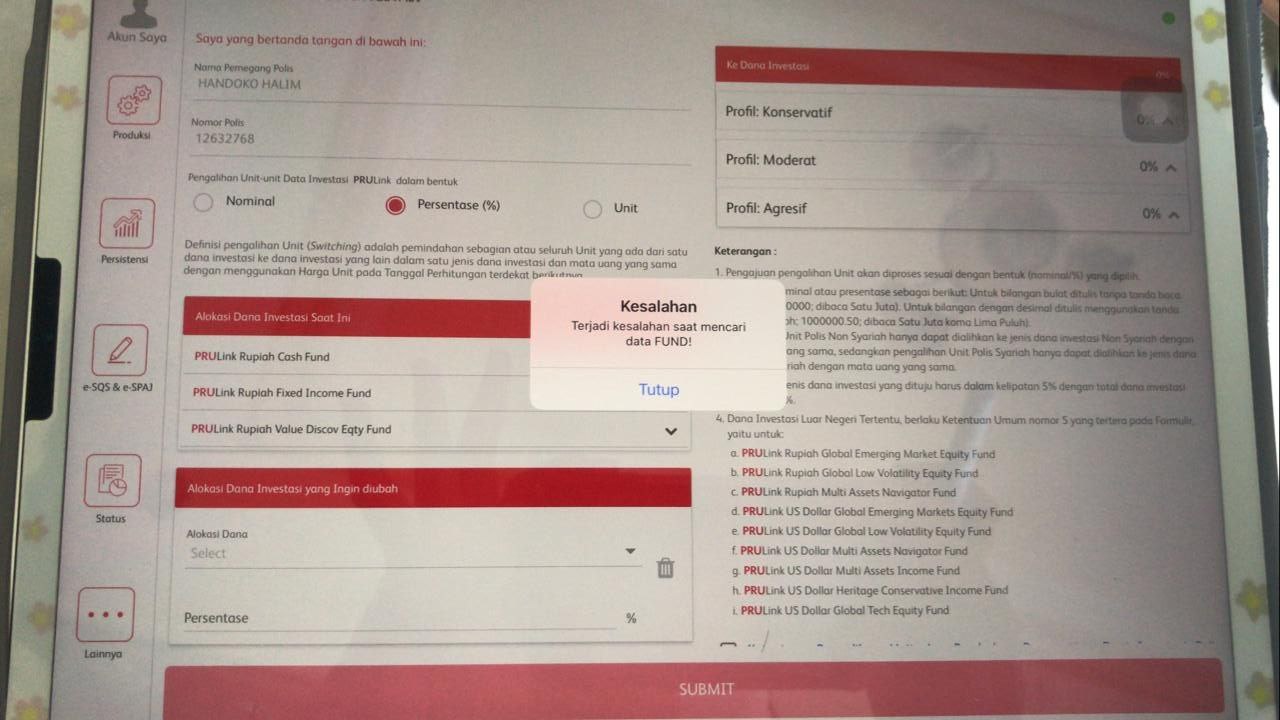 Akun Saya
Produksi
Persistensi
e-SQS & e-SPAJ
Status
Lainnya
Saya yang bertanda tangan di bawah ini:
Nama Pemegang Polis
HANDOKO HALIM
Nomor Polis
12632768
Pengalihan Unit-unit Data Investasi PRULink dalam bentuk
Nominal
Persentase (%)
Unit
Definisi pengalihan Unit (Switching) adalah pemindahan sebagian atau seluruh Unit yang ada dari satu
dana investasi ke dana investasi yang lain dalam satu jenis dana investasi dan mata uang yang sama
dengan menggunakan Harga Unit pada Tanggal Perhitungan terdekat berikutnya
Alokasi Dana Investasi Saat Ini
PRULink Rupiah Cash Fund
PRULink Rupiah Fixed Income Fund
PRULink Rupiah Value Discov Eqty Fund
Alokasi Dana Investasi yang Ingin diubah
Alokasi Dana
Select
Persentase
%
Kesalahan
Terjadi kesalahan saat mencari
data FUND!
Tutup
Ke Dana Investasi
0%
Profil: Konservatif
0%
Profil: Moderat
0%
Profil: Agresif
0%
Keterangan :
1. Pengajuan pengalihan Unit akan diproses sesuai dengan bentuk (nominal/%) yang dipilih.
minal atau presentase sebagai berikut: Untuk bilangan bulat ditulis tanpa tanda baca
0000; dibaca Satu Juta). Untuk bilangan dengan desimal ditulis menggunakan tanda
oh: 1000000.50; dibaca Satu Juta koma Lima Puluh).
Unit Polis Non Syariah hanya dapat dialihkan ke jenis dana investasi Non Syariah dengan
ang sama, sedangkan pengalihan Unit Polis Syariah hanya dapat dialihkan ke jenis dana
riah dengan mata uang yang sama.
enis dana investasi yang dituju harus dalam kelipatan 5% dengan total dana investasi
%.
4. Dana Investasi Luar Negeri Tertentu, berlaku Ketentuan Umum nomor 5 yang tertera pada Formulir,
yaitu untuk:
a. PRULink Rupiah Global Emerging Market Equity Fund
b. PRULink Rupiah Global Low Volatility Equity Fund
c. PRULink Rupiah Multi Assets Navigator Fund
d. PRULink US Dollar Global Emerging Markets Equity Fund
e. PRULink US Dollar Global Low Volatility Equity Fund
f. PRULink US Dollar Multi Assets Navigator Fund
g. PRULink US Dollar Multi Assets Income Fund
h. PRULink US Dollar Heritage Conservative Income Fund
i. PRULink US Dollar Global Tech Equity Fund
SUBMIT